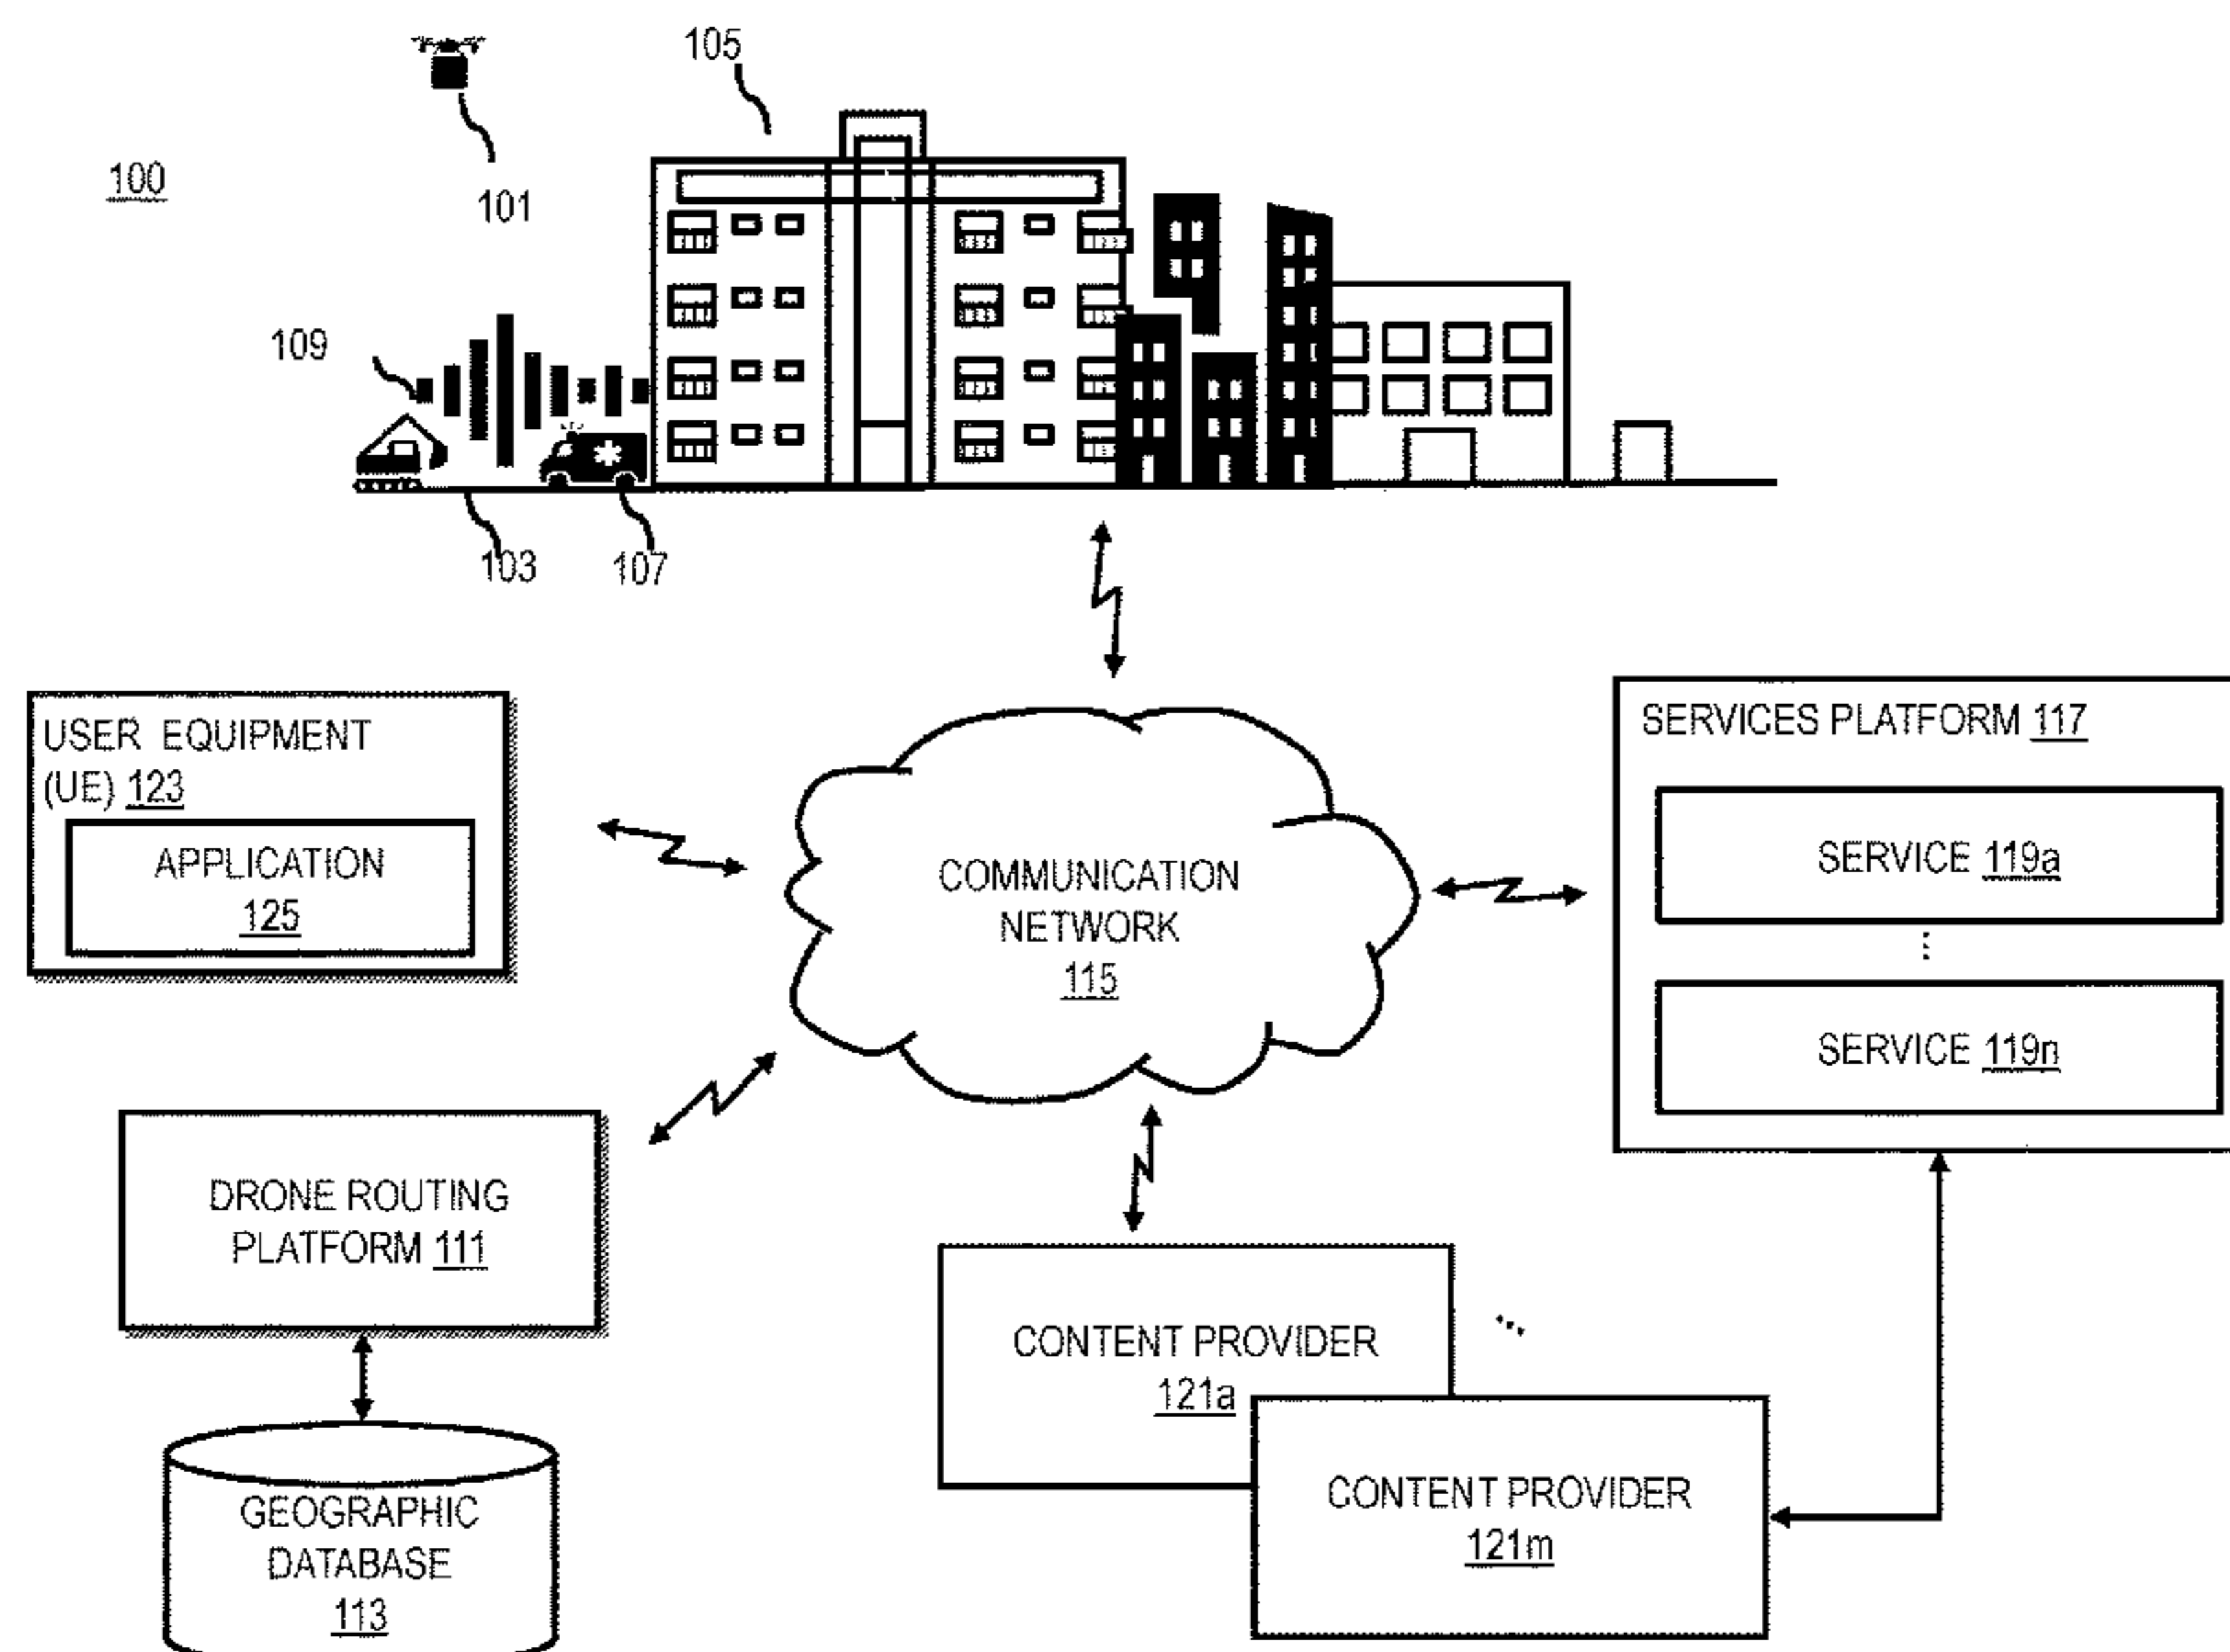 105
100
101
109
103
107
USER EQUIPMENT
(UE) 123
APPLICATION
125
SERVICES PLATFORM 117
SERVICE 119a
⋮
SERVICE 119n
COMMUNICATION
NETWORK
115
DRONE ROUTING
PLATFORM 111
CONTENT PROVIDER
121a
...
CONTENT PROVIDER
121m
GEOGRAPHIC
DATABASE
113